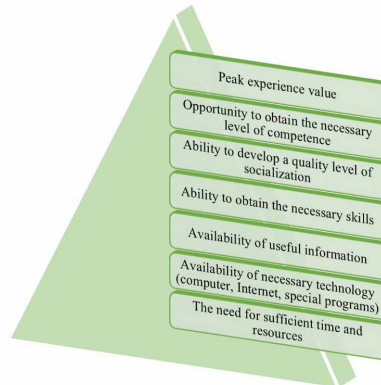 Peak experience value
Opportunity to obtain the necessary
level of competence
Ability to develop a quality level of
socialization
Ability to obtain the necessary skills
Availability of useful information
Availability of necessary technology
(computer, Internet, special programs)
The need for sufficient time and
resources